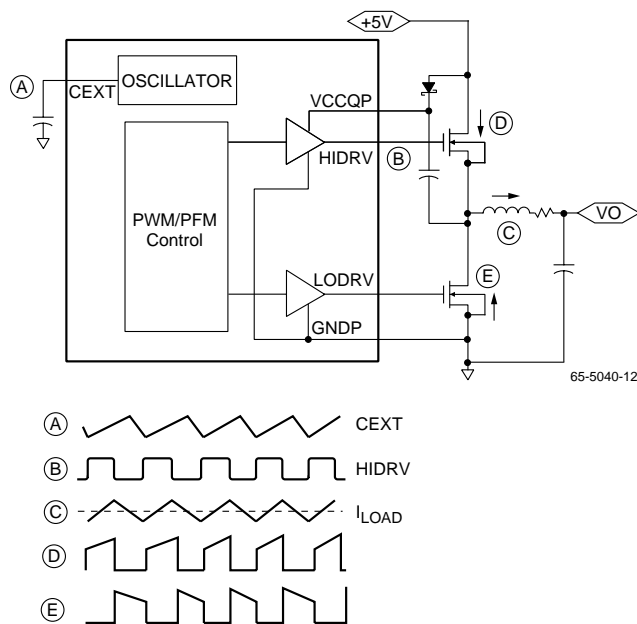 +5V
A
CEXT
OSCILLATOR
VCCQP
HIDRV
B
D
PWM/PFM
Control
C
VO
LODRV
E
GNDP
65-5040-12
A CEXT
B HIDRV
C ILOAD
D
E